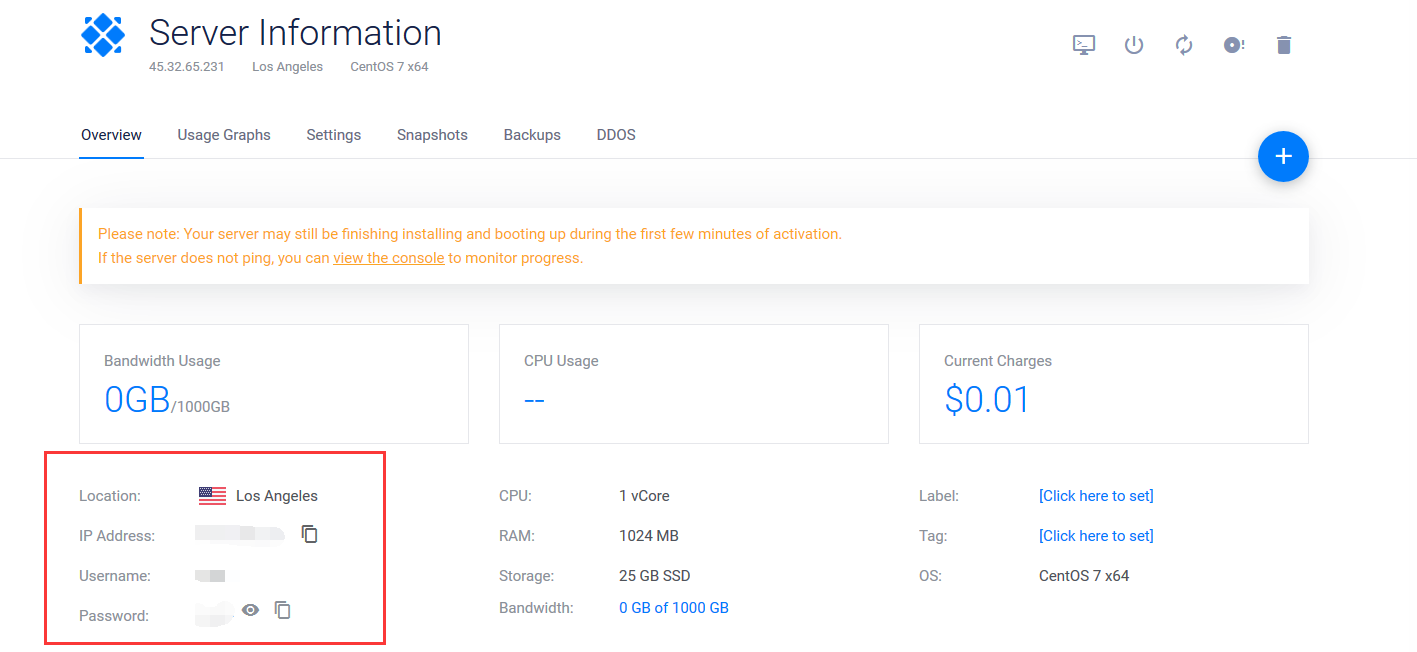 Server Information
45.32.65.231 Los Angeles CentOS 7 x64
Overview Usage Graphs Settings Snapshots Backups DDOS
Please note: Your server may still be finishing installing and booting up during the first few minutes of activation.
If the server does not ping, you can view the console to monitor progress.
Bandwidth Usage
0GB/1000GB
CPU Usage
--
Current Charges
$0.01
Location: Los Angeles
IP Address:
Username:
Password:
CPU: 1 vCore
RAM: 1024 MB
Storage: 25 GB SSD
Bandwidth: 0 GB of 1000 GB
Label: [Click here to set]
Tag: [Click here to set]
OS: CentOS 7 x64